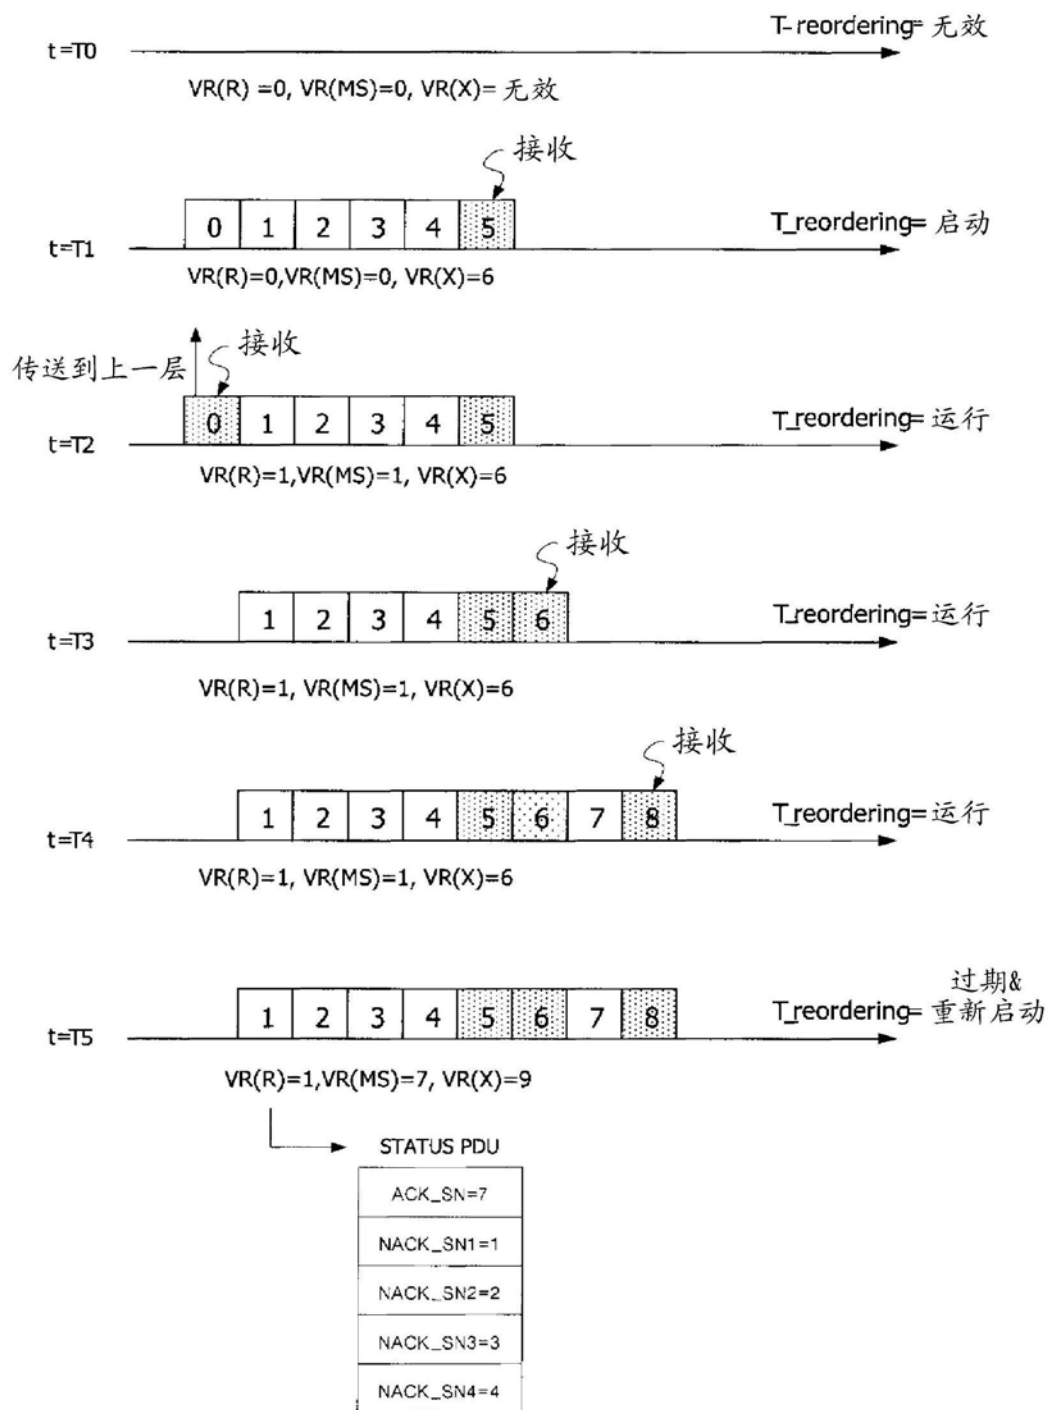 t=T0
T-reordering= 无效
VR(R) =0, VR(MS)=0, VR(X)= 无效
接收
0 1 2 3 4 5
t=T1
T_reordering= 启动
VR(R)=0,VR(MS)=0, VR(X)=6
传送到上一层
接收
0 1 2 3 4 5
t=T2
T_reordering= 运行
VR(R)=1,VR(MS)=1, VR(X)=6
接收
1 2 3 4 5 6
t=T3
T_reordering= 运行
VR(R)=1, VR(MS)=1, VR(X)=6
接收
1 2 3 4 5 6 7 8
t=T4
T_reordering= 运行
VR(R)=1, VR(MS)=1, VR(X)=6
1 2 3 4 5 6 7 8
t=T5
过期&
T_reordering= 重新启动
VR(R)=1,VR(MS)=7, VR(X)=9
STATUS PDU
ACK_SN=7
NACK_SN1=1
NACK_SN2=2
NACK_SN3=3
NACK_SN4=4